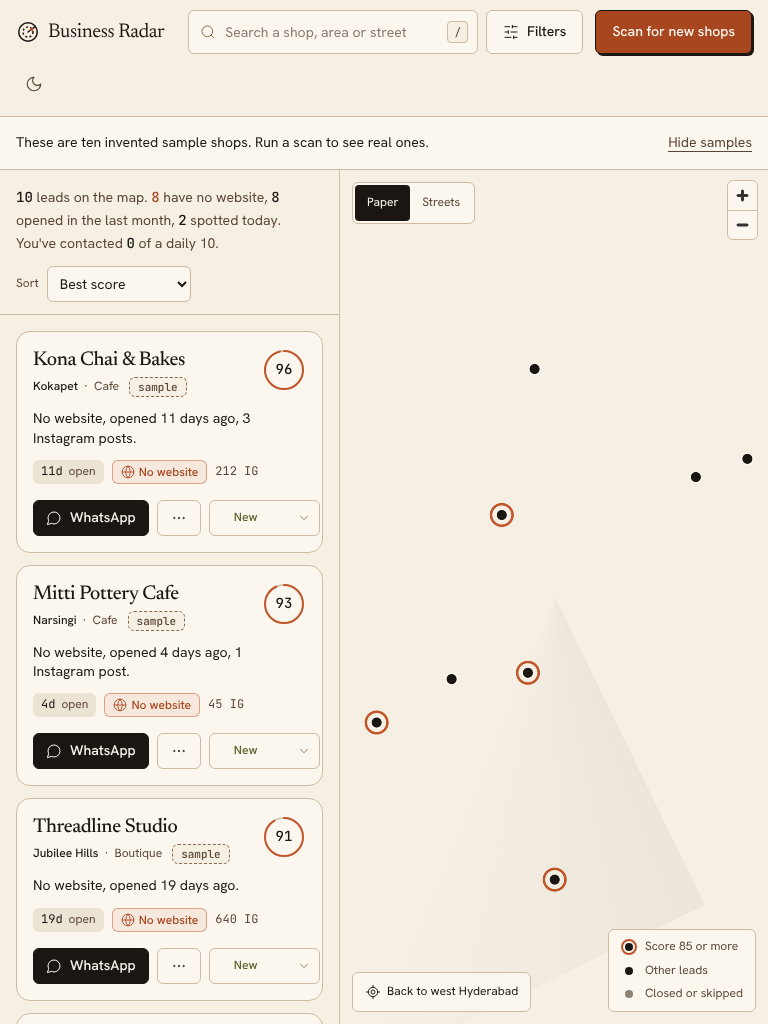 Business Radar
Search a shop, area or street /
Filters
Scan for new shops
These are ten invented sample shops. Run a scan to see real ones.
Hide samples
10 leads on the map. 8 have no website, 8
opened in the last month, 2 spotted today.
You've contacted 0 of a daily 10.
Sort Best score
Kona Chai & Bakes
96
Kokapet · Cafe sample
No website, opened 11 days ago, 3
Instagram posts.
11d open No website 212 IG
WhatsApp ··· New
Mitti Pottery Cafe
93
Narsingi · Cafe sample
No website, opened 4 days ago, 1
Instagram post.
4d open No website 45 IG
WhatsApp ··· New
Threadline Studio
91
Jubilee Hills · Boutique sample
No website, opened 19 days ago.
19d open No website 640 IG
WhatsApp ··· New
Paper Streets
+
−
Back to west Hyderabad
Score 85 or more
Other leads
Closed or skipped